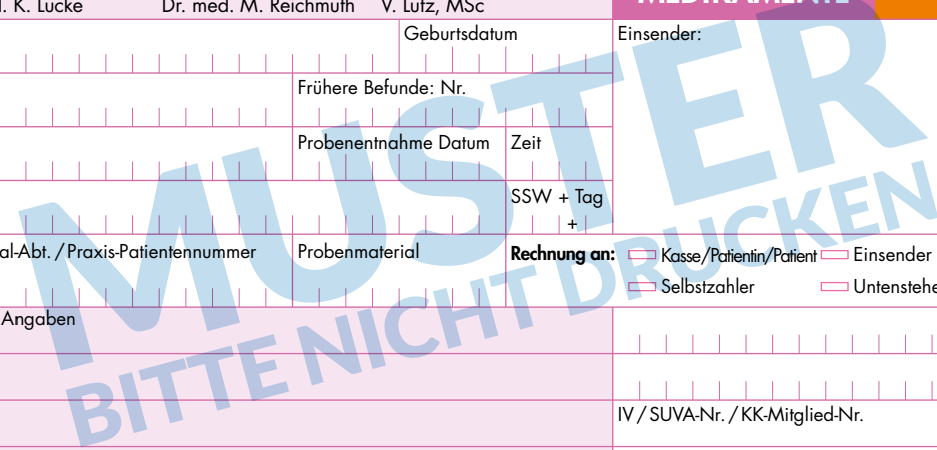 K. Lucke Dr. med. M. Reichmuth V. Lutz, MSc
MEDIKAMENTE
Geburtsdatum
Einsender:
Frühere Befunde: Nr.
Probenentnahme Datum Zeit
SSW + Tag
+
al-Abt. / Praxis-Patientennummer Probenmaterial Rechnung an: Kasse/Patientin/Patient Einsender
Selbstzahler Untenstehe
Angaben
IV / SUVA-Nr. / KK-Mitglied-Nr.
MUSTER
BITTE NICHT DRUCKEN